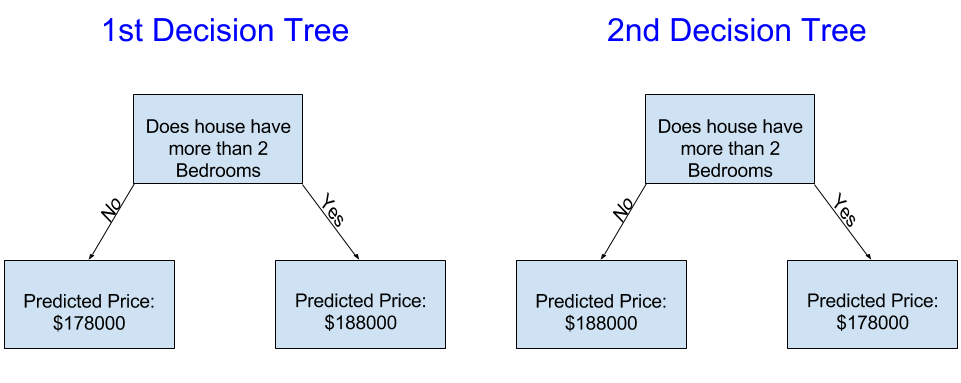 1st Decision Tree
Does house have
more than 2
Bedrooms
No
Yes
Predicted Price:
$178000
Predicted Price:
$188000
2nd Decision Tree
Does house have
more than 2
Bedrooms
No
Yes
Predicted Price:
$188000
Predicted Price:
$178000